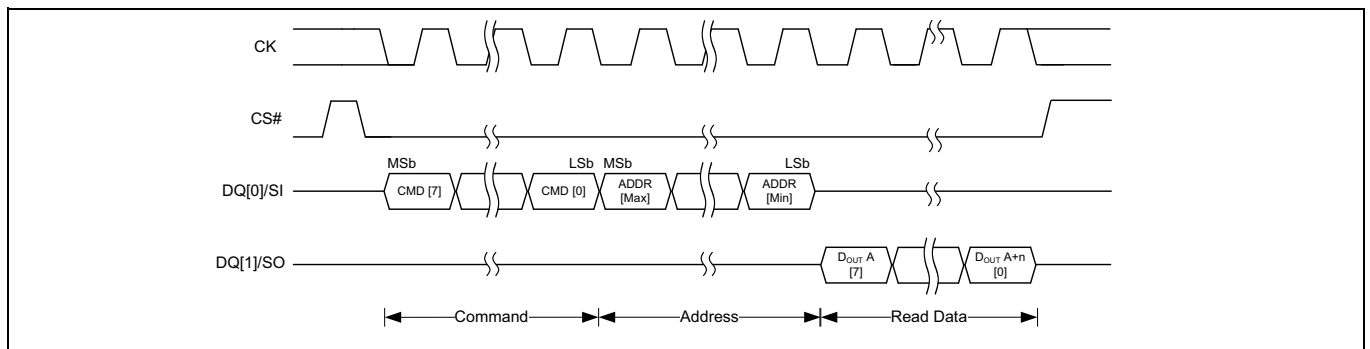 CK
CS#
MSb LSb MSb LSb
DQ[0]/SI CMD [7] CMD [0] ADDR [Max] ADDR [Min]
DQ[1]/SO DOUT A [7] DOUT A+n [0]
Command Address Read Data